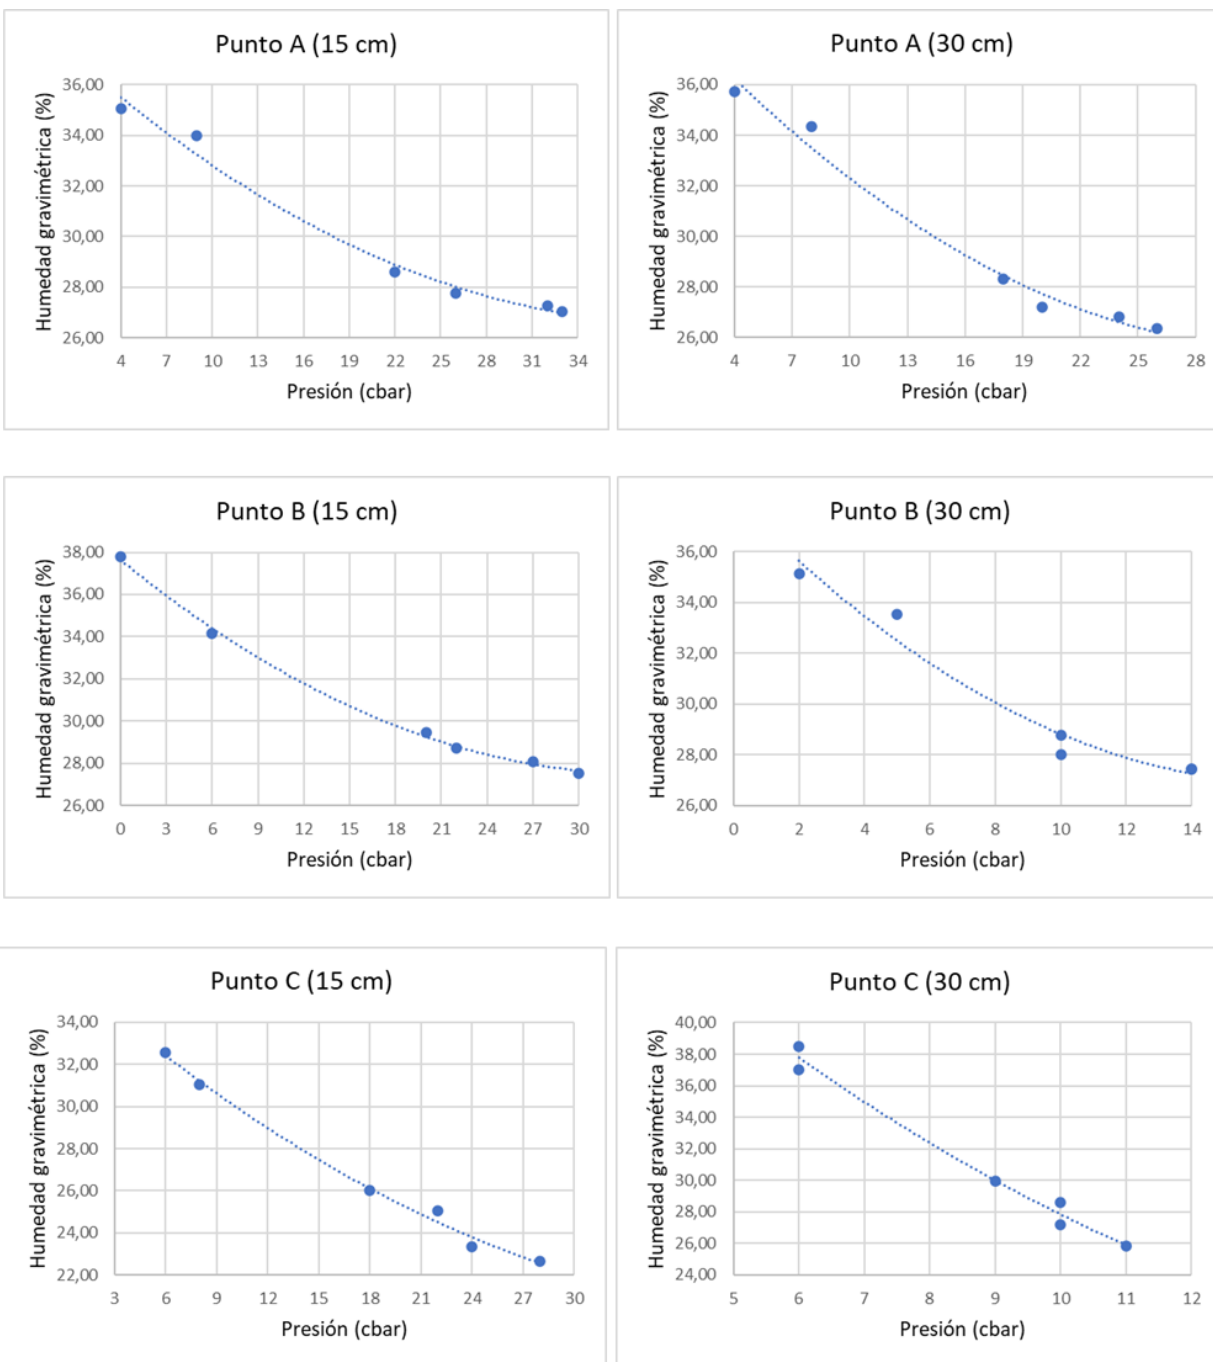 Punto A (15 cm)
Humedad gravimétrica (%)
36,00
34,00
32,00
30,00
28,00
26,00
4 7 10 13 16 19 22 25 28 31 34
Presión (cbar)
Punto A (30 cm)
Humedad gravimétrica (%)
36,00
34,00
32,00
30,00
28,00
26,00
4 7 10 13 16 19 22 25 28
Presión (cbar)
Punto B (15 cm)
Humedad gravimétrica (%)
38,00
36,00
34,00
32,00
30,00
28,00
26,00
0 3 6 9 12 15 18 21 24 27 30
Presión (cbar)
Punto B (30 cm)
Humedad gravimétrica (%)
36,00
34,00
32,00
30,00
28,00
26,00
0 2 4 6 8 10 12 14
Presión (cbar)
Punto C (15 cm)
Humedad gravimétrica (%)
34,00
32,00
30,00
28,00
26,00
24,00
22,00
3 6 9 12 15 18 21 24 27 30
Presión (cbar)
Punto C (30 cm)
Humedad gravimétrica (%)
40,00
38,00
36,00
34,00
32,00
30,00
28,00
26,00
24,00
5 6 7 8 9 10 11 12
Presión (cbar)